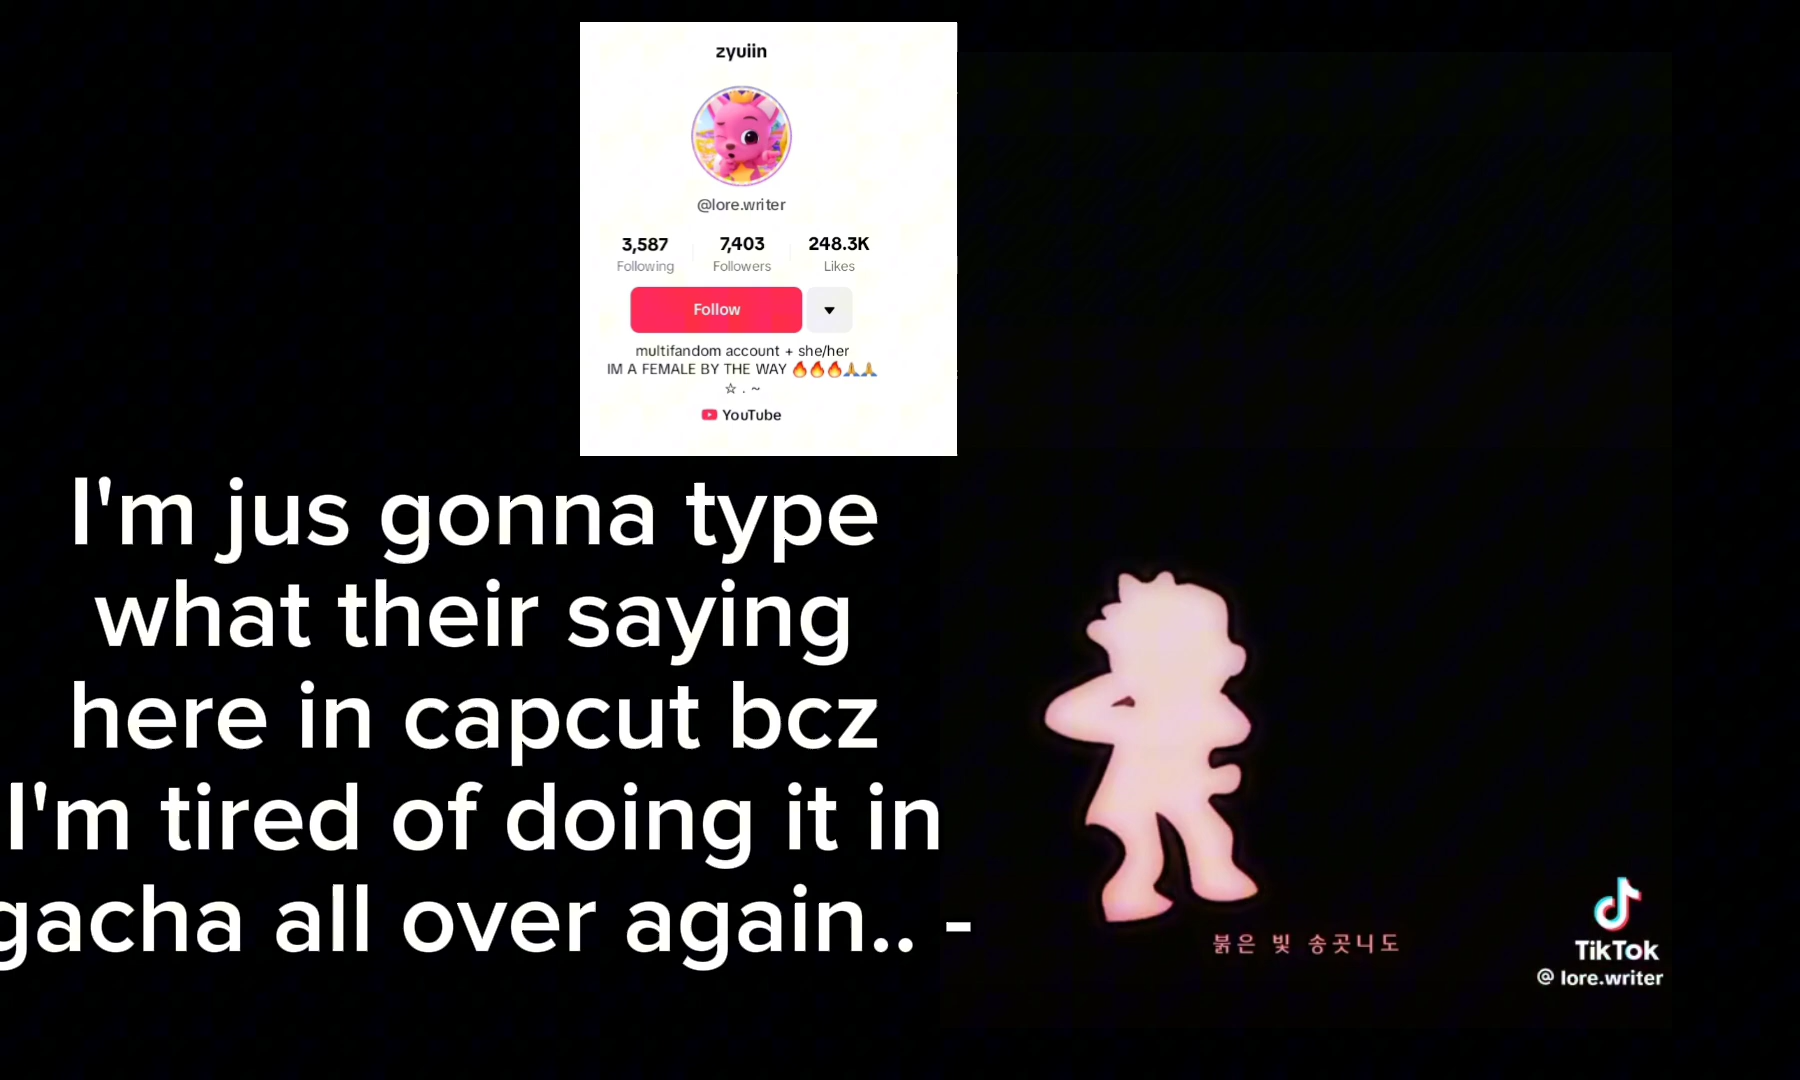 zyuiin
@lore.writer
3,587 7,403 248.3K
Following Followers Likes
Follow
multifandom account + she/her
IM A FEMALE BY THE WAY 🔥🔥🔥🙏🙏
☆ . ~
YouTube
I'm jus gonna type
what their saying
here in capcut bcz
I'm tired of doing it in
gacha all over again.. -
붉은 빛 송곳니도
TikTok
@ lore.writer